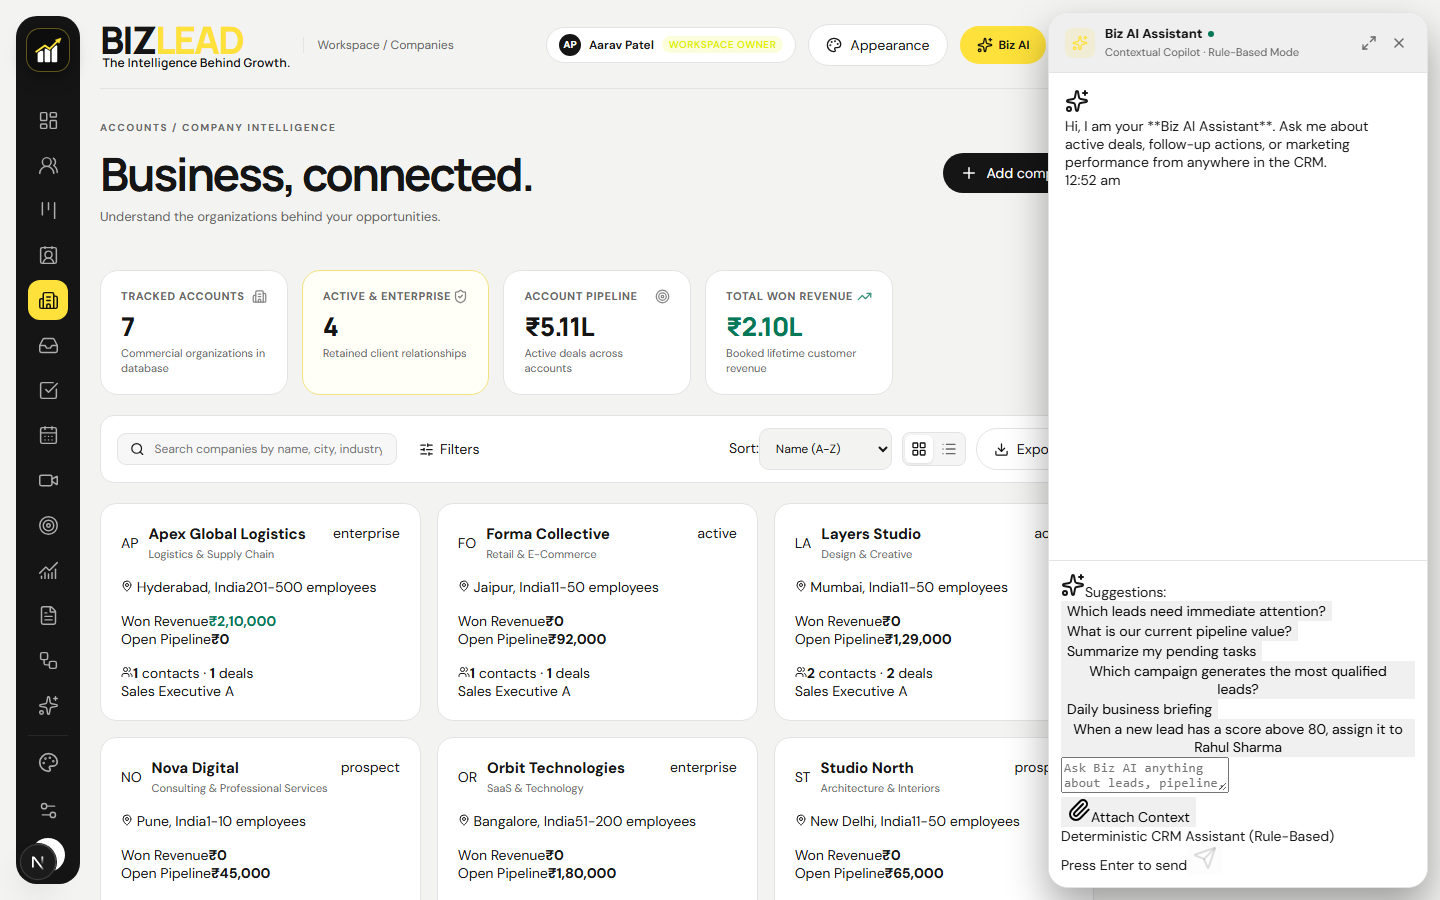 BIZLEAD
The Intelligence Behind Growth.
Workspace / Companies
AP Aarav Patel WORKSPACE OWNER
Appearance
Biz AI
ACCOUNTS / COMPANY INTELLIGENCE
Business, connected.
Understand the organizations behind your opportunities.
Add comp
TRACKED ACCOUNTS
7
Commercial organizations in
database
ACTIVE & ENTERPRISE
4
Retained client relationships
ACCOUNT PIPELINE
₹5.11L
Active deals across
accounts
TOTAL WON REVENUE
₹2.10L
Booked lifetime customer
revenue
Search companies by name, city, industry
Filters
Sort: Name (A-Z)
Expo
AP Apex Global Logistics enterprise
Logistics & Supply Chain
Hyderabad, India201-500 employees
Won Revenue₹2,10,000
Open Pipeline₹0
1 contacts · 1 deals
Sales Executive A
FO Forma Collective active
Retail & E-Commerce
Jaipur, India11-50 employees
Won Revenue₹0
Open Pipeline₹92,000
1 contacts · 1 deals
Sales Executive A
LA Layers Studio ac
Design & Creative
Mumbai, India11-50 employees
Won Revenue₹0
Open Pipeline₹1,29,000
2 contacts · 2 deals
Sales Executive A
NO Nova Digital prospect
Consulting & Professional Services
Pune, India1-10 employees
Won Revenue₹0
Open Pipeline₹45,000
OR Orbit Technologies enterprise
SaaS & Technology
Bangalore, India51-200 employees
Won Revenue₹0
Open Pipeline₹1,80,000
ST Studio North prosp
Architecture & Interiors
New Delhi, India11-50 employees
Won Revenue₹0
Open Pipeline₹65,000
N
Biz AI Assistant
Contextual Copilot · Rule-Based Mode
Hi, I am your **Biz AI Assistant**. Ask me about
active deals, follow-up actions, or marketing
performance from anywhere in the CRM.
12:52 am
Suggestions:
Which leads need immediate attention?
What is our current pipeline value?
Summarize my pending tasks
Which campaign generates the most qualified
leads?
Daily business briefing
When a new lead has a score above 80, assign it to
Rahul Sharma
Ask Biz AI anything
about leads, pipeline,
Attach Context
Deterministic CRM Assistant (Rule-Based)
Press Enter to send